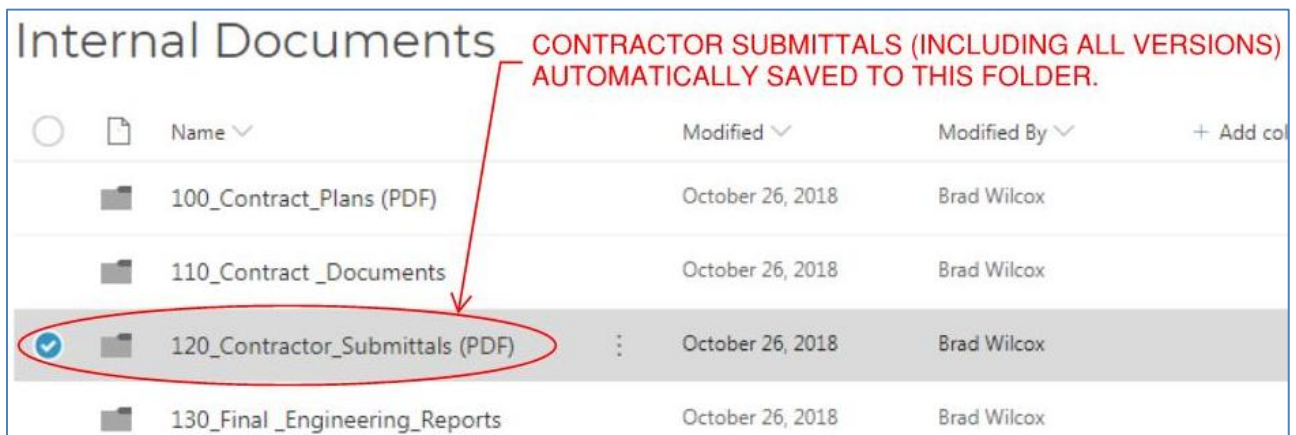 Internal Documents
CONTRACTOR SUBMITTALS (INCLUDING ALL VERSIONS)
AUTOMATICALLY SAVED TO THIS FOLDER.
Name Modified Modified By + Add col
100_Contract_Plans (PDF) October 26, 2018 Brad Wilcox
110_Contract _Documents October 26, 2018 Brad Wilcox
120_Contractor_Submittals (PDF) October 26, 2018 Brad Wilcox
130_Final _Engineering_Reports October 26, 2018 Brad Wilcox